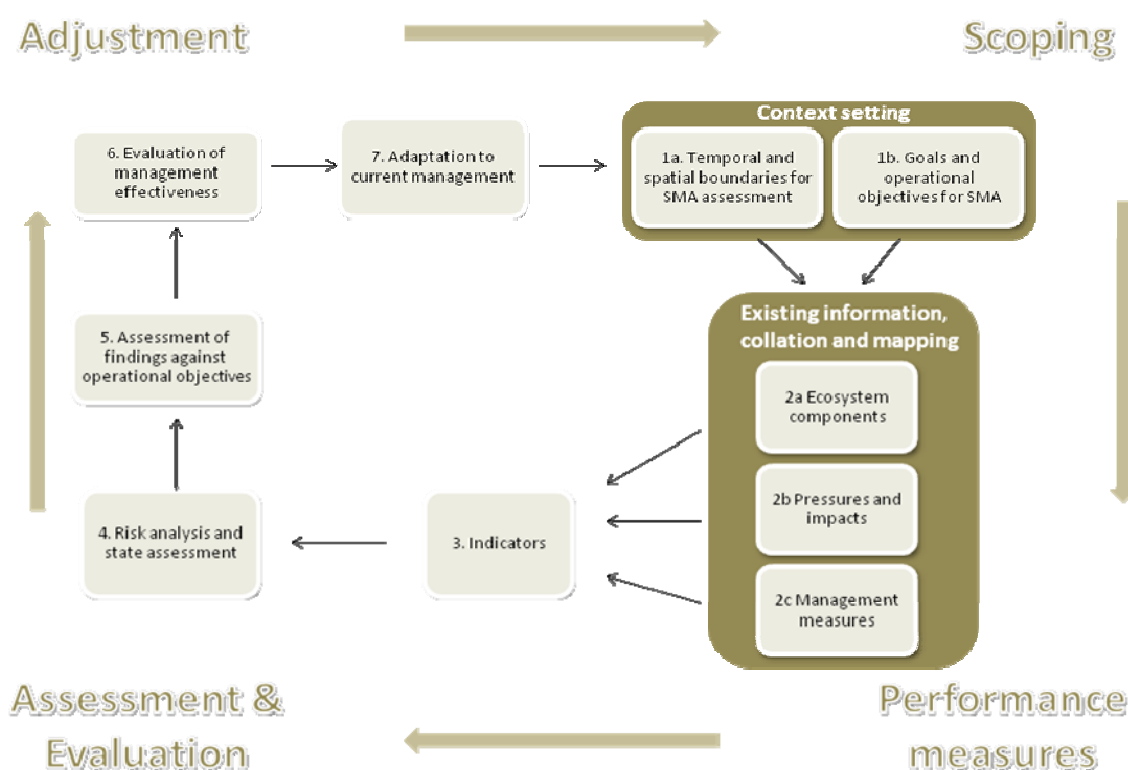 Adjustment
Scoping
Context setting
6. Evaluation of
management
effectiveness
7. Adaptation to
current management
1a. Temporal and
spatial boundaries for
SMA assessment
1b. Goals and
operational
objectives for SMA
Existing information,
collation and mapping
5. Assessment of
findings against
operational objectives
2a Ecosystem
components
4. Risk analysis and
state assessment
3. Indicators
2b Pressures and
impacts
2c Management
measures
Assessment &
Evaluation
Performance
measures